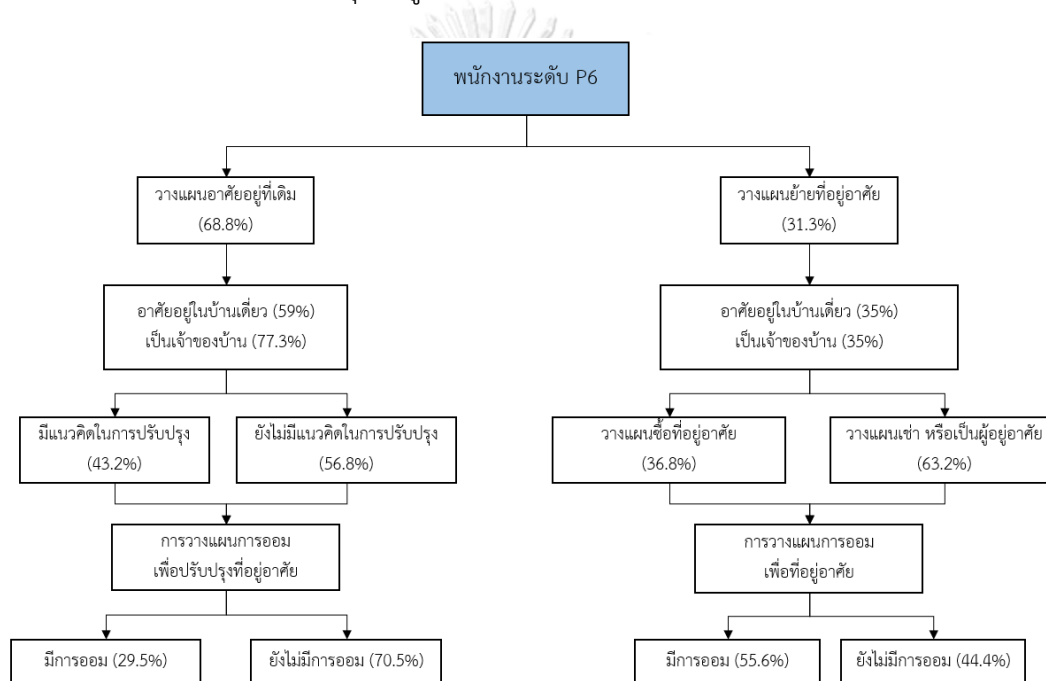 พนักงานระดับ P6
วางแผนอาศัยอยู่ที่เดิม
(68.8%)
วางแผนย้ายที่อยู่อาศัย
(31.3%)
อาศัยอยู่ในบ้านเดี่ยว (59%)
เป็นเจ้าของบ้าน (77.3%)
อาศัยอยู่ในบ้านเดี่ยว (35%)
เป็นเจ้าของบ้าน (35%)
มีแนวคิดในการปรับปรุง
(43.2%)
ยังไม่มีแนวคิดในการปรับปรุง
(56.8%)
วางแผนซื้อที่อยู่อาศัย
(36.8%)
วางแผนเช่า หรือเป็นผู้อยู่อาศัย
(63.2%)
การวางแผนการออม
เพื่อปรับปรุงที่อยู่อาศัย
การวางแผนการออม
เพื่อที่อยู่อาศัย
มีการออม (29.5%)
ยังไม่มีการออม (70.5%)
มีการออม (55.6%)
ยังไม่มีการออม (44.4%)